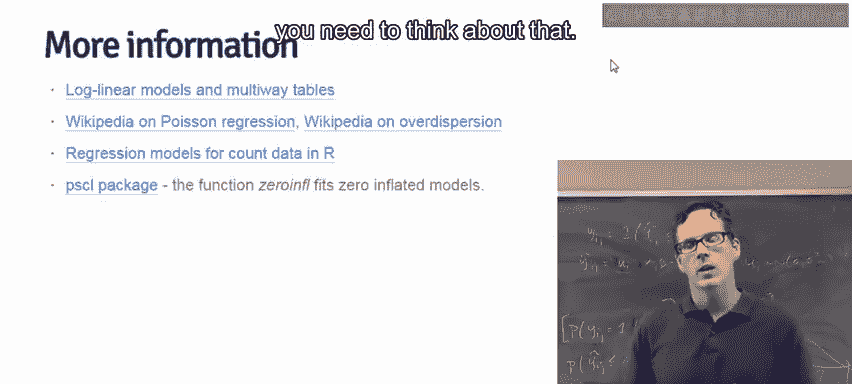 you need to think about that.
More information
Log-linear models and multiway tables
Wikipedia on Poisson regression, Wikipedia on overdispersion
Regression models for count data in R
pscl package - the function zeroinfl fits zero inflated models.